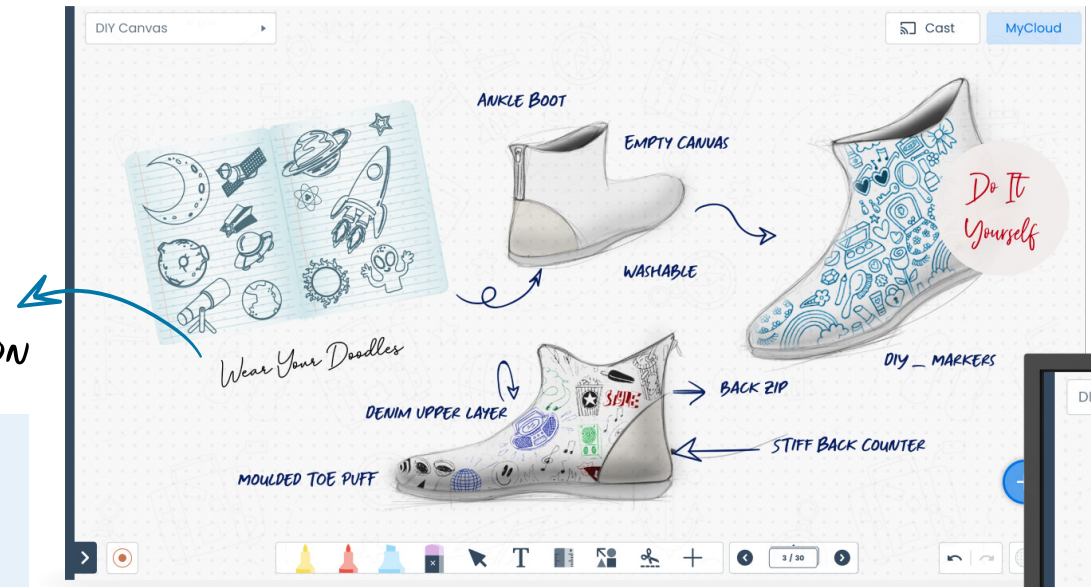 DIY Canvas
Cast
MyCloud
ANKLE BOOT
EMPTY CANVAS
Do It
Yourself
WASHABLE
ON
Wear Your Doodles
DIY _ MARKERS
BACK ZIP
DENIM UPPER LAYER
STIFF BACK COUNTER
MOULDED TOE PUFF
T
3 / 30